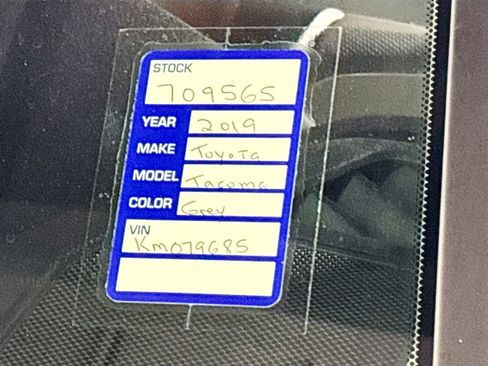 STOCK
709565
YEAR 2019
MAKE Toyota
MODEL Tacoma
COLOR Grey
VIN
KM079685